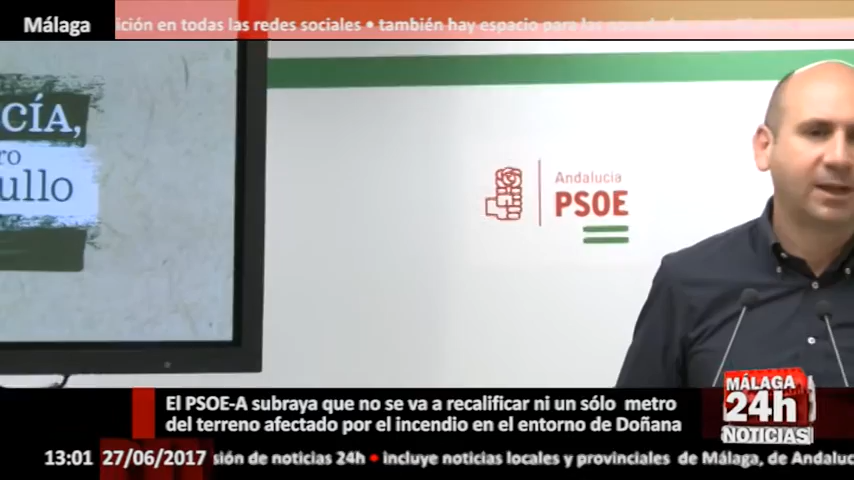 Málaga
ición en todas las redes sociales • también hay espacio para las
CÍA,
ro
ullo
Andalucía
PSOE
El PSOE-A subraya que no se va a recalificar ni un sólo metro
del terreno afectado por el incendio en el entorno de Doñana
MÁLAGA
24h
NOTICIAS
13:01 27/06/2017 sión de noticias 24h • incluye noticias locales y provinciales de Málaga, de Andaluc